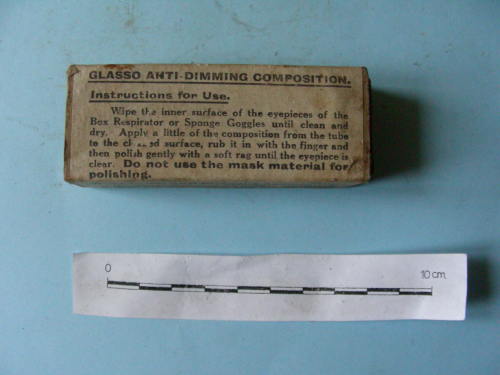 GLASSO ANTI-DIMMING COMPOSITION.
Instructions for Use.
Wipe the inner surface of the eyepieces of the
Box Respirator or Sponge Goggles until clean and
dry. Apply a little of the composition from the tube
to the surface, rub it in with the finger and
then polish gently with a soft rag until the eyepiece is
clear. Do not use the mask material for
polishing.
0 10 cm